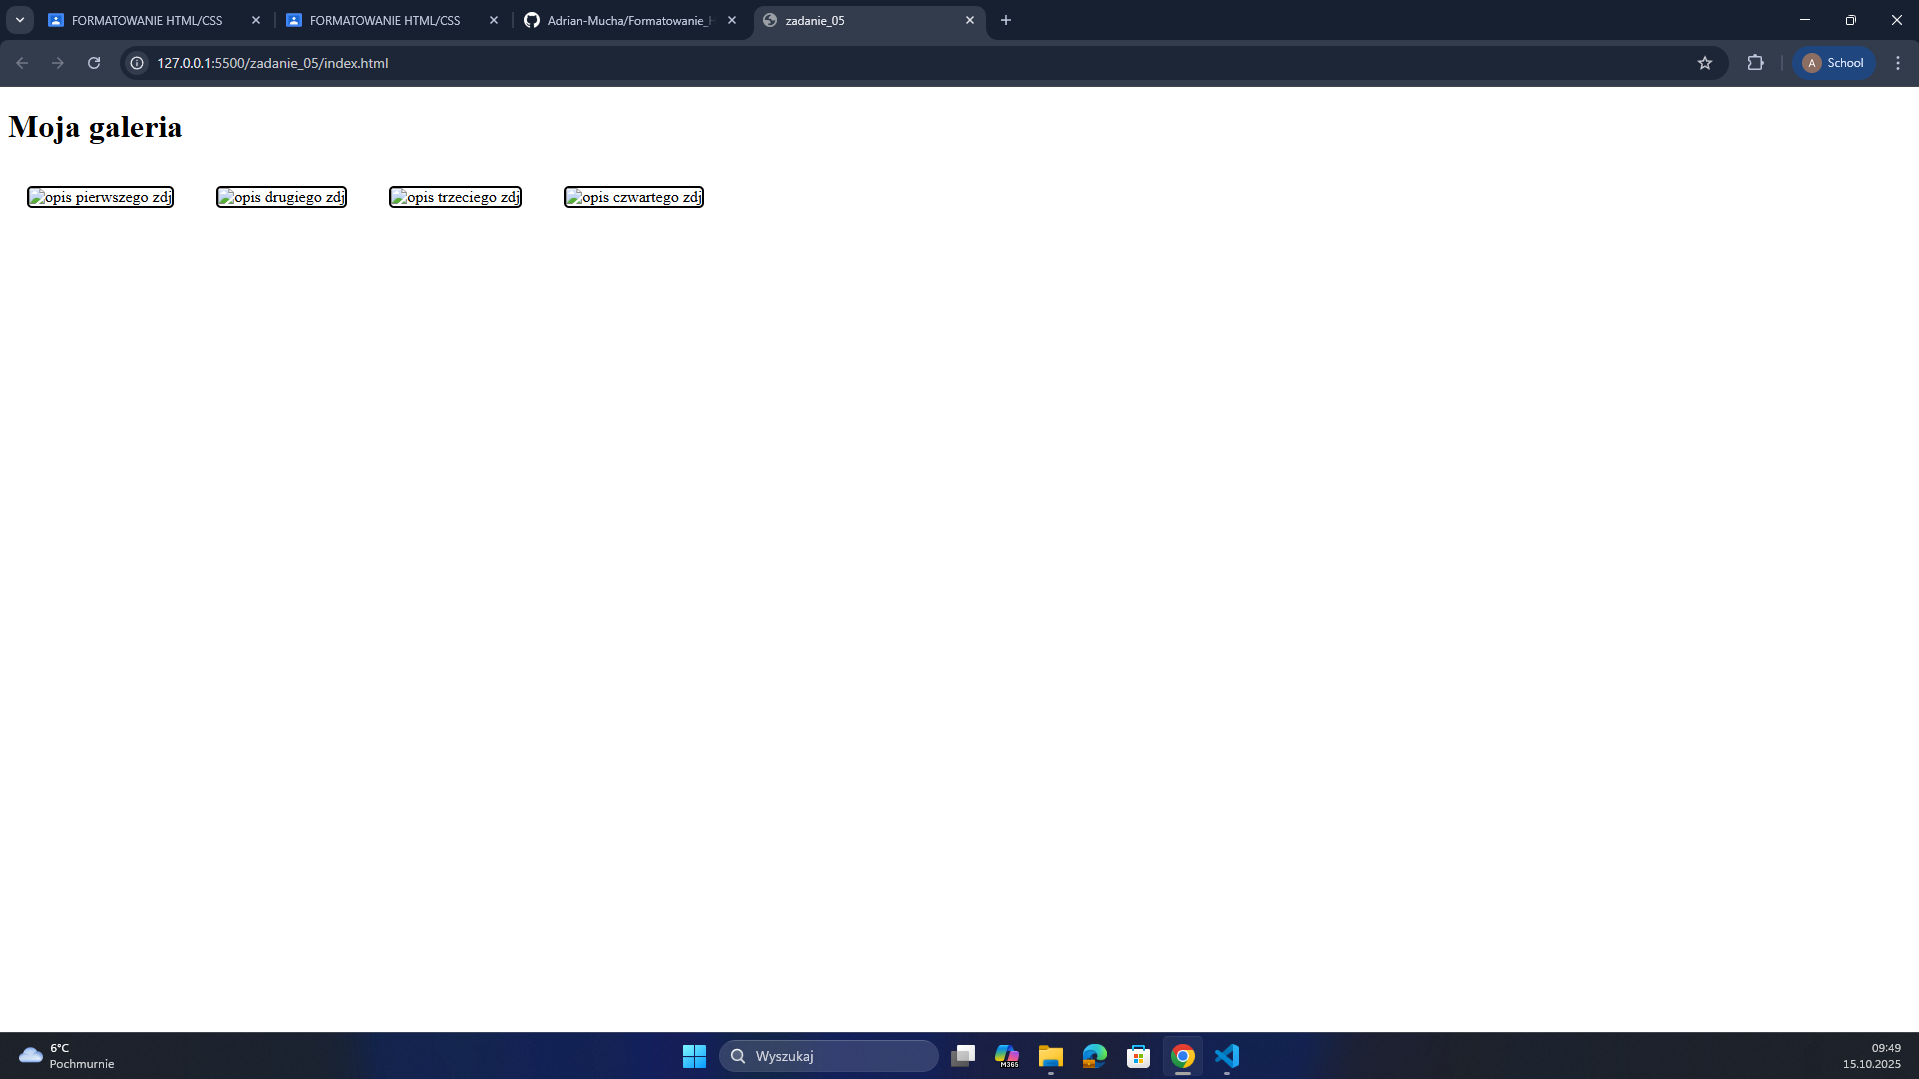 FORMATOWANIE HTML/CSS
FORMATOWANIE HTML/CSS
Adrian-Mucha/Formatowanie_H
zadanie_05
127.0.0.1:5500/zadanie_05/index.html
A School
Moja galeria
opis pierwszego zdj
opis drugiego zdj
opis trzeciego zdj
opis czwartego zdj
6°C
Pochmurnie
Wyszukaj
M365
09:49
15.10.2025